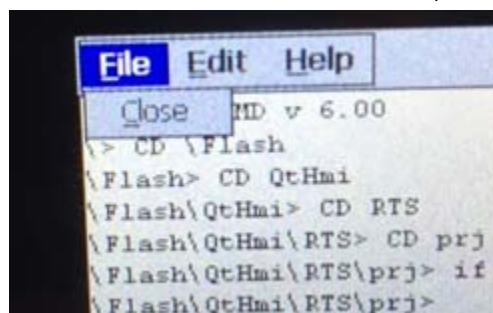 File Edit Help
Close
MD v 6.00
\> CD \Flash
\Flash> CD QtHmi
\Flash\QtHmi> CD RTS
\Flash\QtHmi\RTS> CD prj
\Flash\QtHmi\RTS\prj> if
\Flash\QtHmi\RTS\prj>